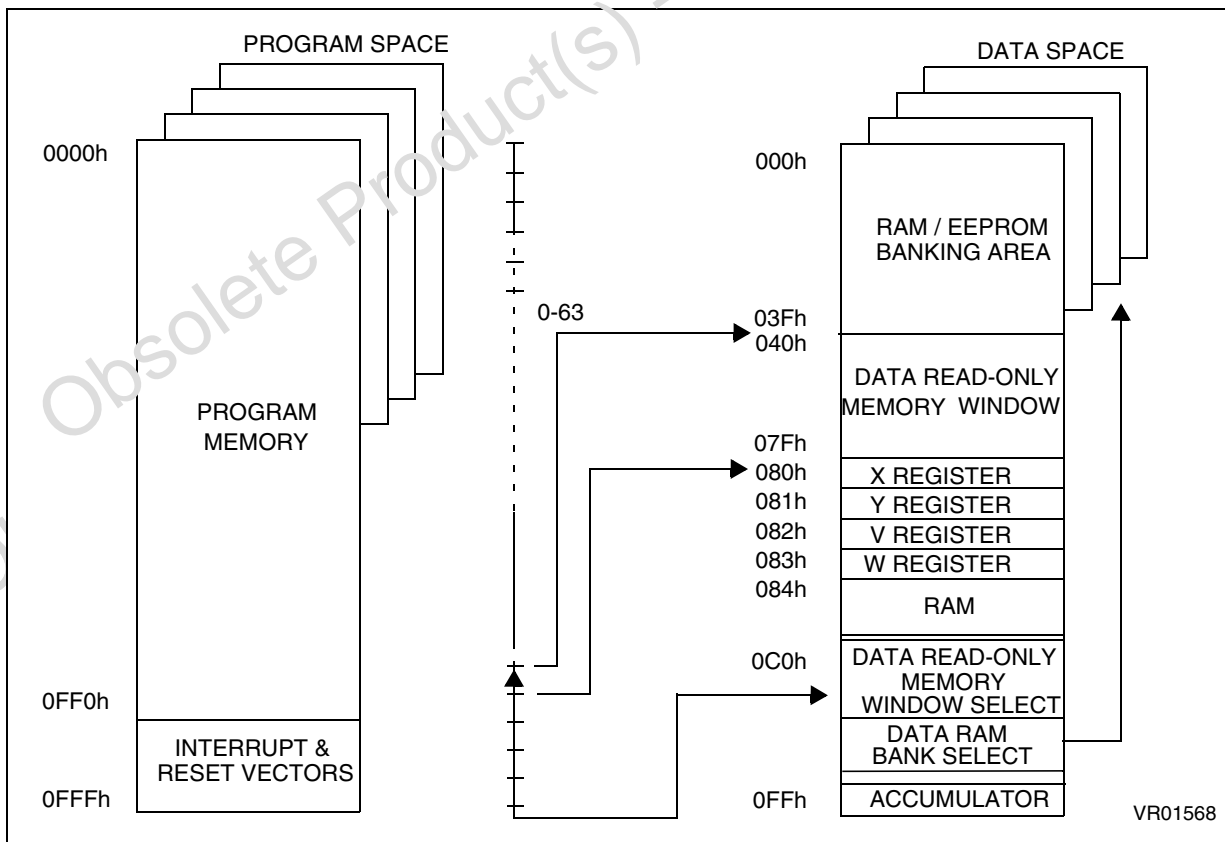 PROGRAM SPACE
0000h
PROGRAM
MEMORY
0FF0h
INTERRUPT &
RESET VECTORS
0FFFh
0-63
DATA SPACE
000h
RAM / EEPROM
BANKING AREA
03Fh
040h
DATA READ-ONLY
MEMORY WINDOW
07Fh
080h
X REGISTER
081h
Y REGISTER
082h
V REGISTER
083h
W REGISTER
084h
RAM
0C0h
DATA READ-ONLY
MEMORY
WINDOW SELECT
DATA RAM
BANK SELECT
0FFh
ACCUMULATOR
VR01568
Obsolete Product(s)